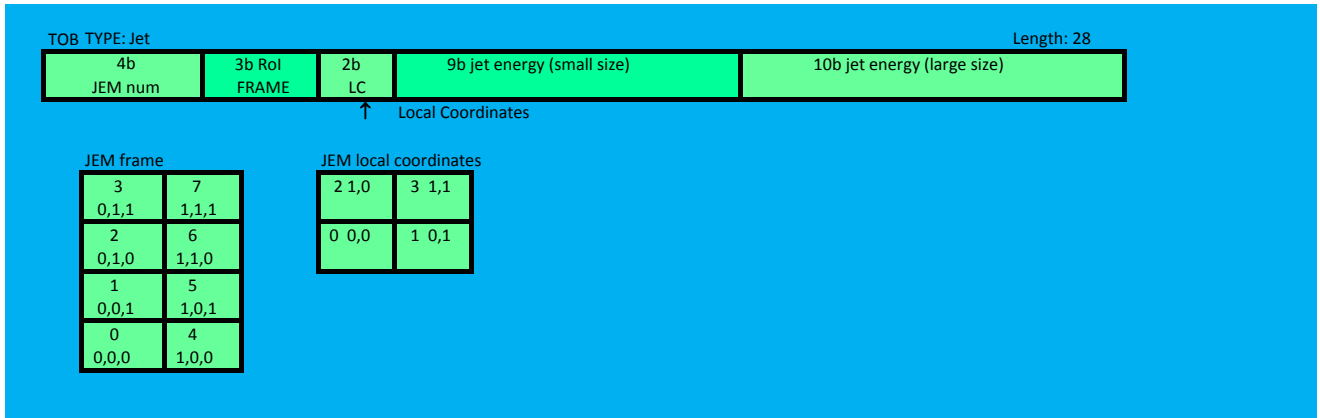 TOB TYPE: Jet Length: 28
4b 3b RoI 2b 9b jet energy (small size) 10b jet energy (large size)
JEM num FRAME LC
↑ Local Coordinates
JEM frame JEM local coordinates
3 7 2 1,0 3 1,1
0,1,1 1,1,1
2 6 0 0,0 1 0,1
0,1,0 1,1,0
1 5
0,0,1 1,0,1
0 4
0,0,0 1,0,0